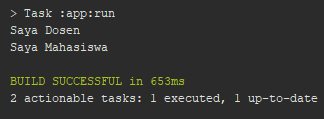 > Task :app:run
Saya Dosen
Saya Mahasiswa
BUILD SUCCESSFUL in 653ms
2 actionable tasks: 1 executed, 1 up-to-date